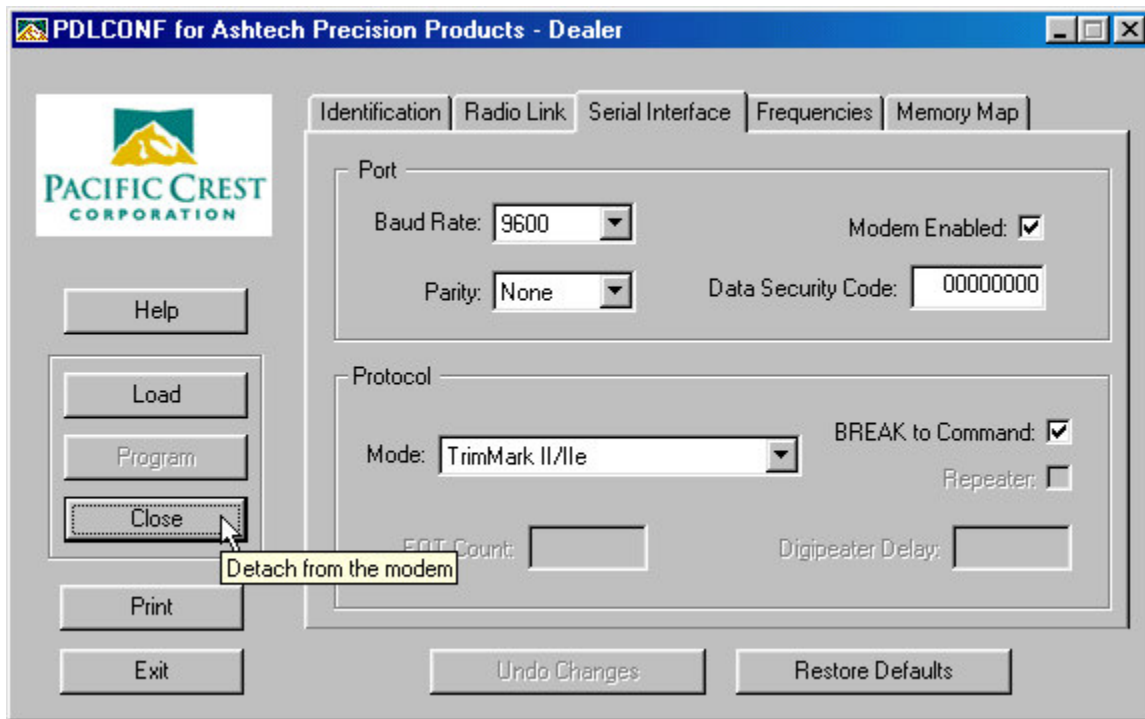 PDLCONF for Ashtech Precision Products - Dealer
PACIFIC CREST
CORPORATION
Help
Load
Program
Close
Detach from the modem
Print
Exit
Identification Radio Link Serial Interface Frequencies Memory Map
Port
Baud Rate: 9600 Modem Enabled:
Parity: None Data Security Code: 00000000
Protocol
BREAK to Command:
Mode: TrimMark II/IIe
Repeater:
EOT Count: Digipeater Delay:
Undo Changes Restore Defaults